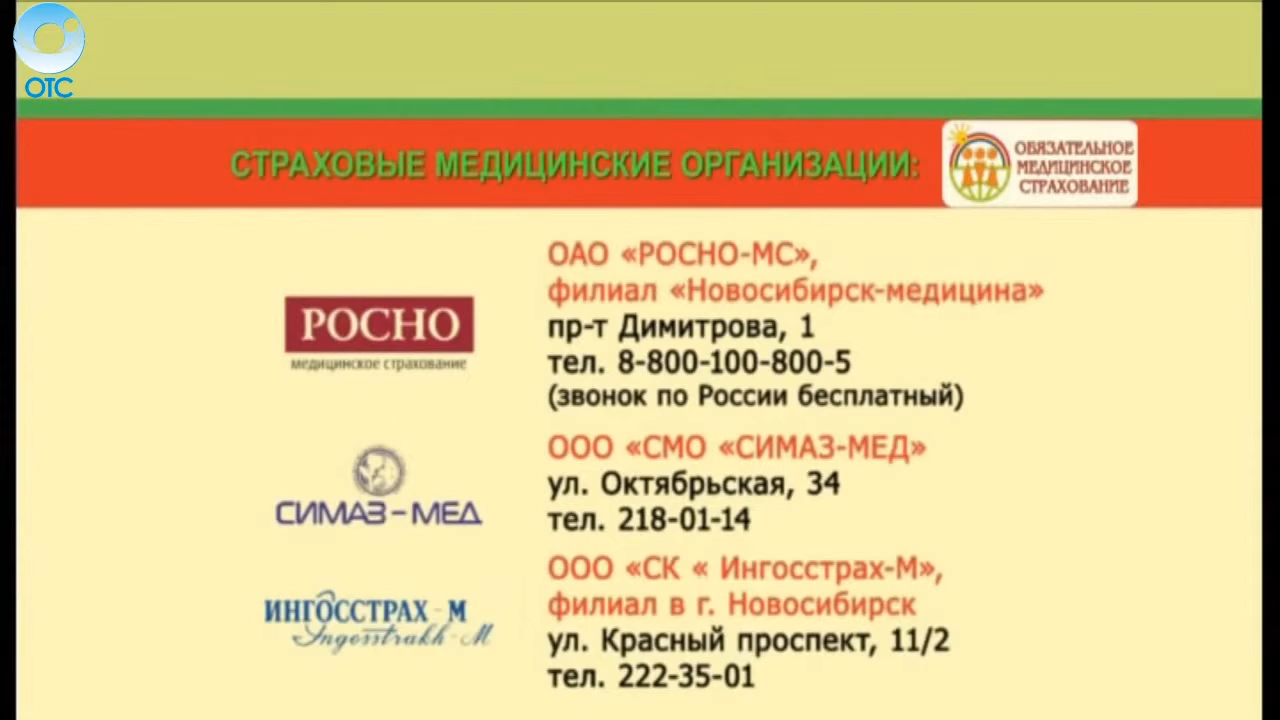 ОТС
СТРАХОВЫЕ МЕДИЦИНСКИЕ ОРГАНИЗАЦИИ:
ОБЯЗАТЕЛЬНОЕ
МЕДИЦИНСКОЕ
СТРАХОВАНИЕ
РОСНО
медицинское страхование
ОАО «РОСНО-МС»,
филиал «Новосибирск-медицина»
пр-т Димитрова, 1
тел. 8-800-100-800-5
(звонок по России бесплатный)
СИМАЗ-МЕД
ООО «СМО «СИМАЗ-МЕД»
ул. Октябрьская, 34
тел. 218-01-14
ИНГОССТРАХ-М
Ingosstrakh-M
ООО «СК « Ингосстрах-М»,
филиал в г. Новосибирск
ул. Красный проспект, 11/2
тел. 222-35-01